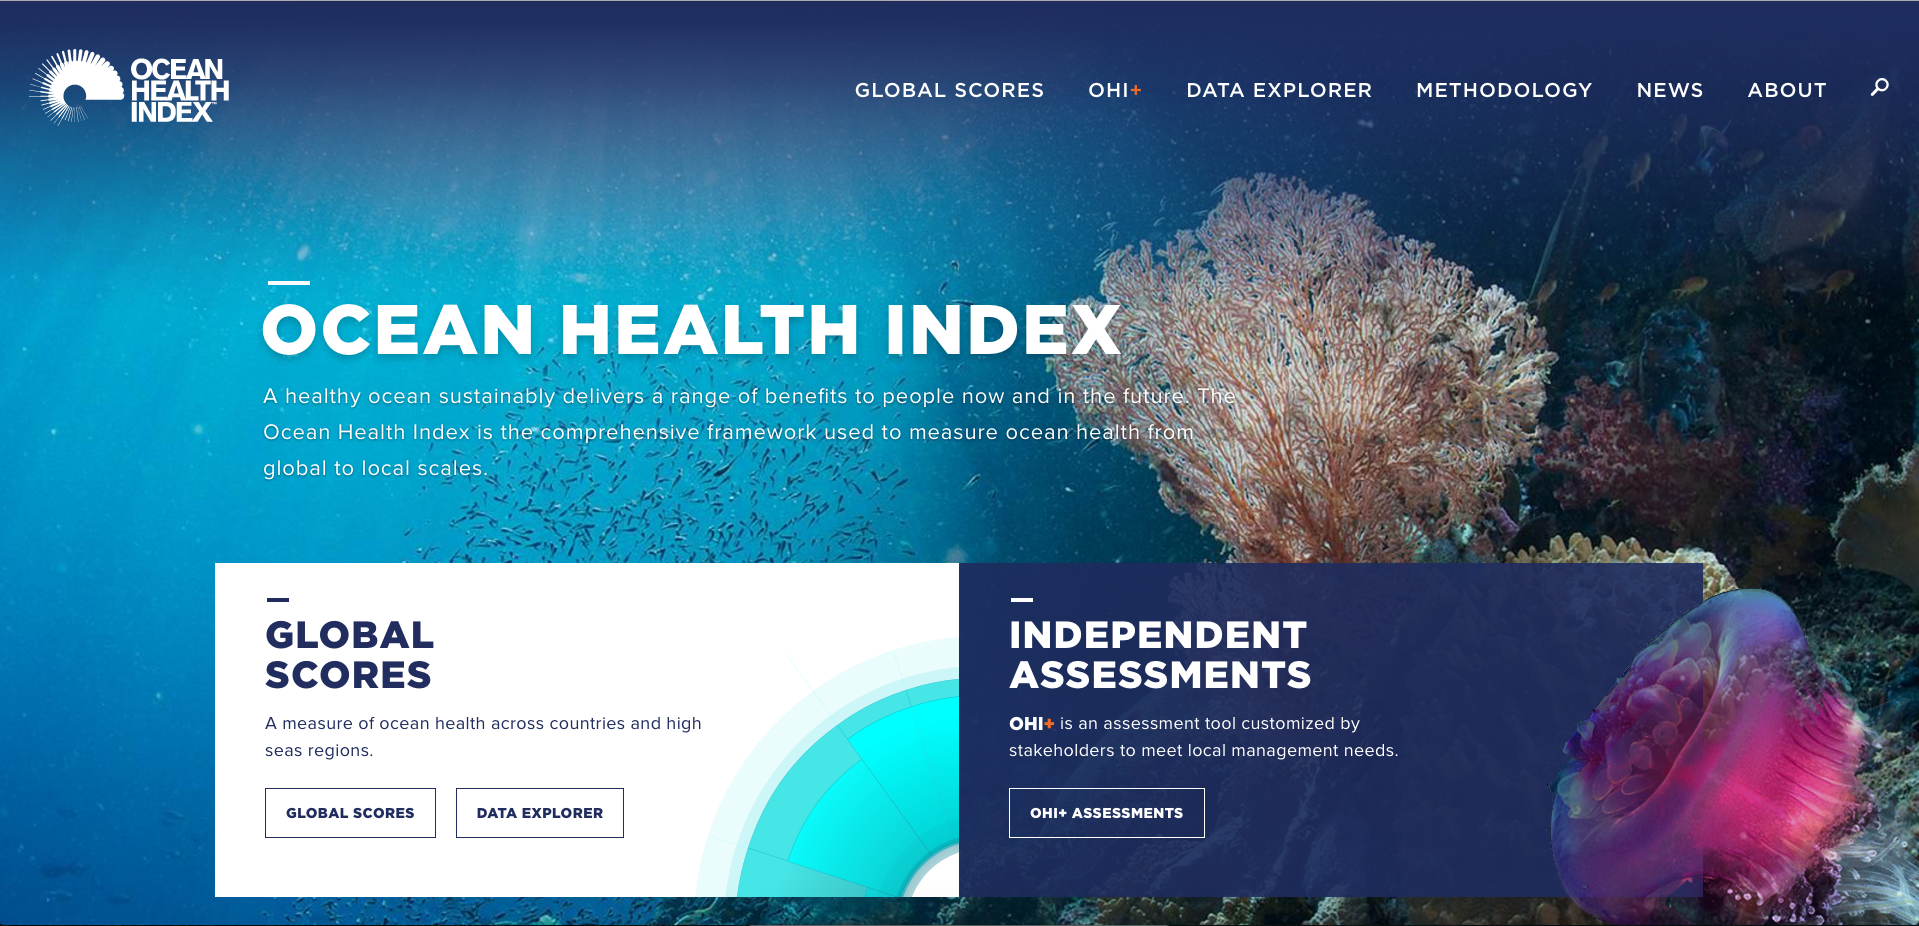 OCEAN
HEALTH
INDEX™
GLOBAL SCORES
OHI+
DATA EXPLORER
METHODOLOGY
NEWS
ABOUT
OCEAN HEALTH INDEX
A healthy ocean sustainably delivers a range of benefits to people now and in the future. The
Ocean Health Index is the comprehensive framework used to measure ocean health from
global to local scales.
GLOBAL
SCORES
A measure of ocean health across countries and high
seas regions.
GLOBAL SCORES
DATA EXPLORER
INDEPENDENT
ASSESSMENTS
OHI+ is an assessment tool customized by
stakeholders to meet local management needs.
OHI+ ASSESSMENTS